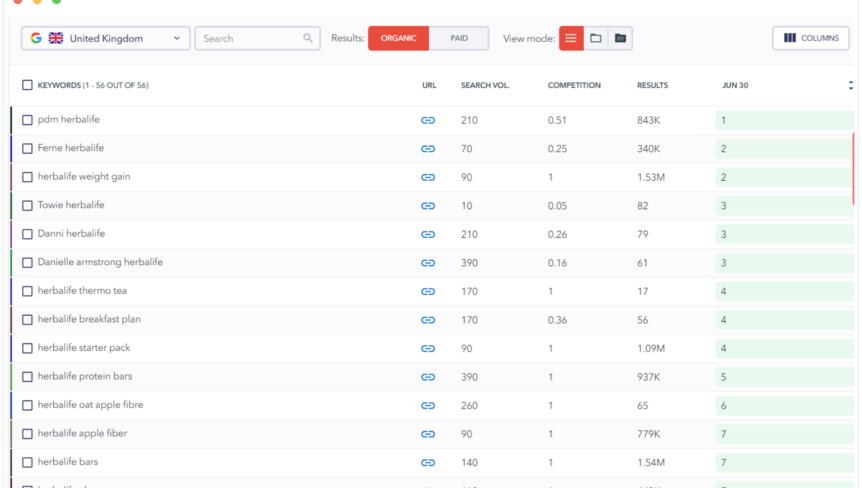 United Kingdom Search Results: ORGANIC PAID View mode: COLUMNS
KEYWORDS (1 - 56 OUT OF 56) URL SEARCH VOL. COMPETITION RESULTS JUN 30
pdm herbalife 210 0.51 843K 1
Ferne herbalife 70 0.25 340K 2
herbalife weight gain 90 1 1.53M 2
Towie herbalife 10 0.05 82 3
Danni herbalife 210 0.26 79 3
Danielle armstrong herbalife 390 0.16 61 3
herbalife thermo tea 170 1 17 4
herbalife breakfast plan 170 0.36 56 4
herbalife starter pack 90 1 1.09M 4
herbalife protein bars 390 1 937K 5
herbalife oat apple fibre 260 1 65 6
herbalife apple fiber 90 1 779K 7
herbalife bars 140 1 1.54M 7